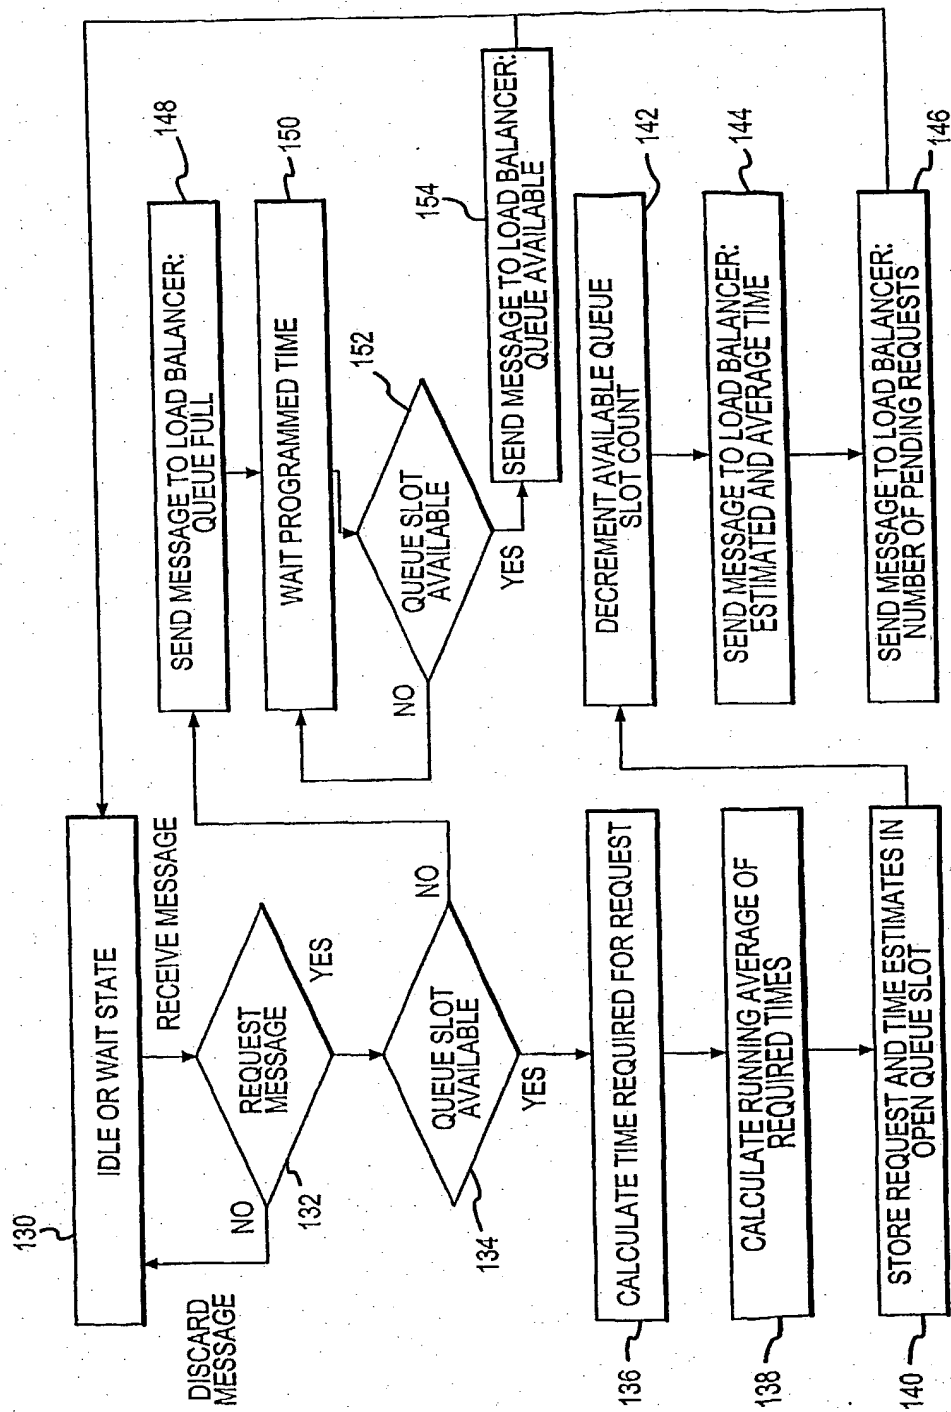 130
IDLE OR WAIT STATE
RECEIVE MESSAGE
DISCARD
MESSAGE
NO
REQUEST
MESSAGE
YES
132
QUEUE SLOT
AVAILABLE
NO
YES
134
CALCULATE TIME REQUIRED FOR REQUEST
136
CALCULATE RUNNING AVERAGE OF
REQUIRED TIMES
138
STORE REQUEST AND TIME ESTIMATES IN
OPEN QUEUE SLOT
140
SEND MESSAGE TO LOAD BALANCER:
QUEUE FULL
148
WAIT PROGRAMMED TIME
150
NO
QUEUE SLOT
AVAILABLE
152
YES
154
SEND MESSAGE TO LOAD BALANCER:
QUEUE AVAILABLE
DECREMENT AVAILABLE QUEUE
SLOT COUNT
142
SEND MESSAGE TO LOAD BALANCER:
ESTIMATED AND AVERAGE TIME
144
SEND MESSAGE TO LOAD BALANCER:
NUMBER OF PENDING REQUESTS
146